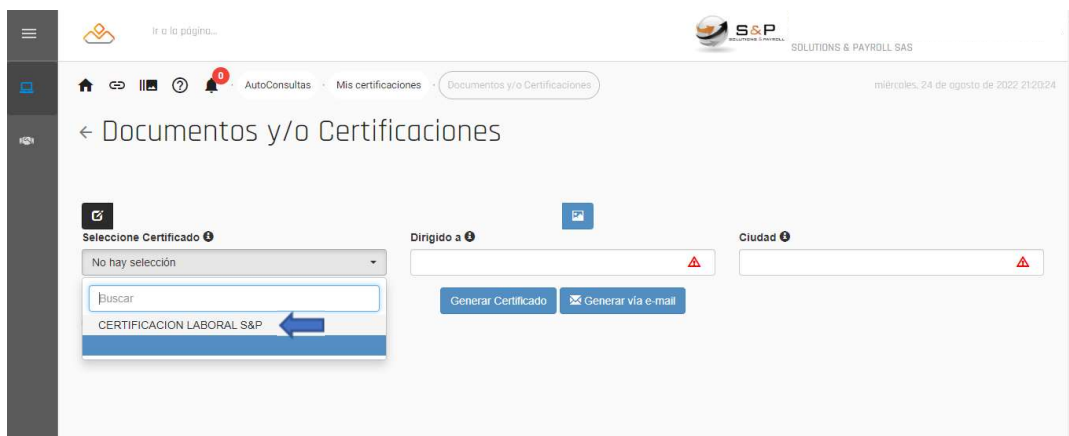 Ir a la página...
S&P
SOLUTIONS & PAYROLL
SOLUTIONS & PAYROLL SAS
0
AutoConsultas · Mis certificaciones · Documentos y/o Certificaciones
miércoles, 24 de agosto de 2022 21:20:24
← Documentos y/o Certificaciones
Seleccione Certificado
Dirigido a
Ciudad
No hay selección
Buscar
Generar Certificado
Generar vía e-mail
CERTIFICACION LABORAL S&P